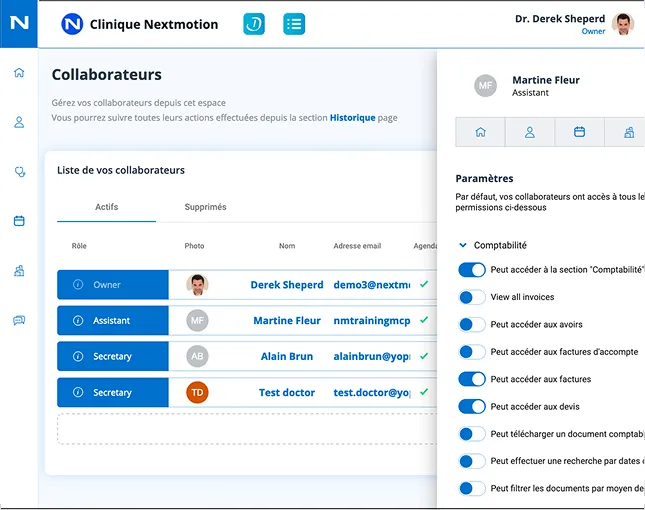 N
N Clinique Nextmotion
Dr. Derek Sheperd
Owner
Collaborateurs
Gérez vos collaborateurs depuis cet espace
Vous pourrez suivre toutes leurs actions effectuées depuis la section Historique page
Liste de vos collaborateurs
Actifs Supprimés
Rôle Photo Nom Adresse email Agenda
Owner Derek Sheperd demo3@nextm
Assistant MF Martine Fleur nmtrainingmcp
Secretary AB Alain Brun alainbrun@yop
Secretary TD Test doctor test.doctor@yo
MF Martine Fleur
Assistant
Paramètres
Par défaut, vos collaborateurs ont accès à tous le
permissions ci-dessous
Comptabilité
Peut accéder à la section "Comptabilité"
View all invoices
Peut accéder aux avoirs
Peut accéder aux factures d'accompte
Peut accéder aux factures
Peut accéder aux devis
Peut télécharger un document comptab
Peut effectuer une recherche par dates
Peut filtrer les documents par moyen de